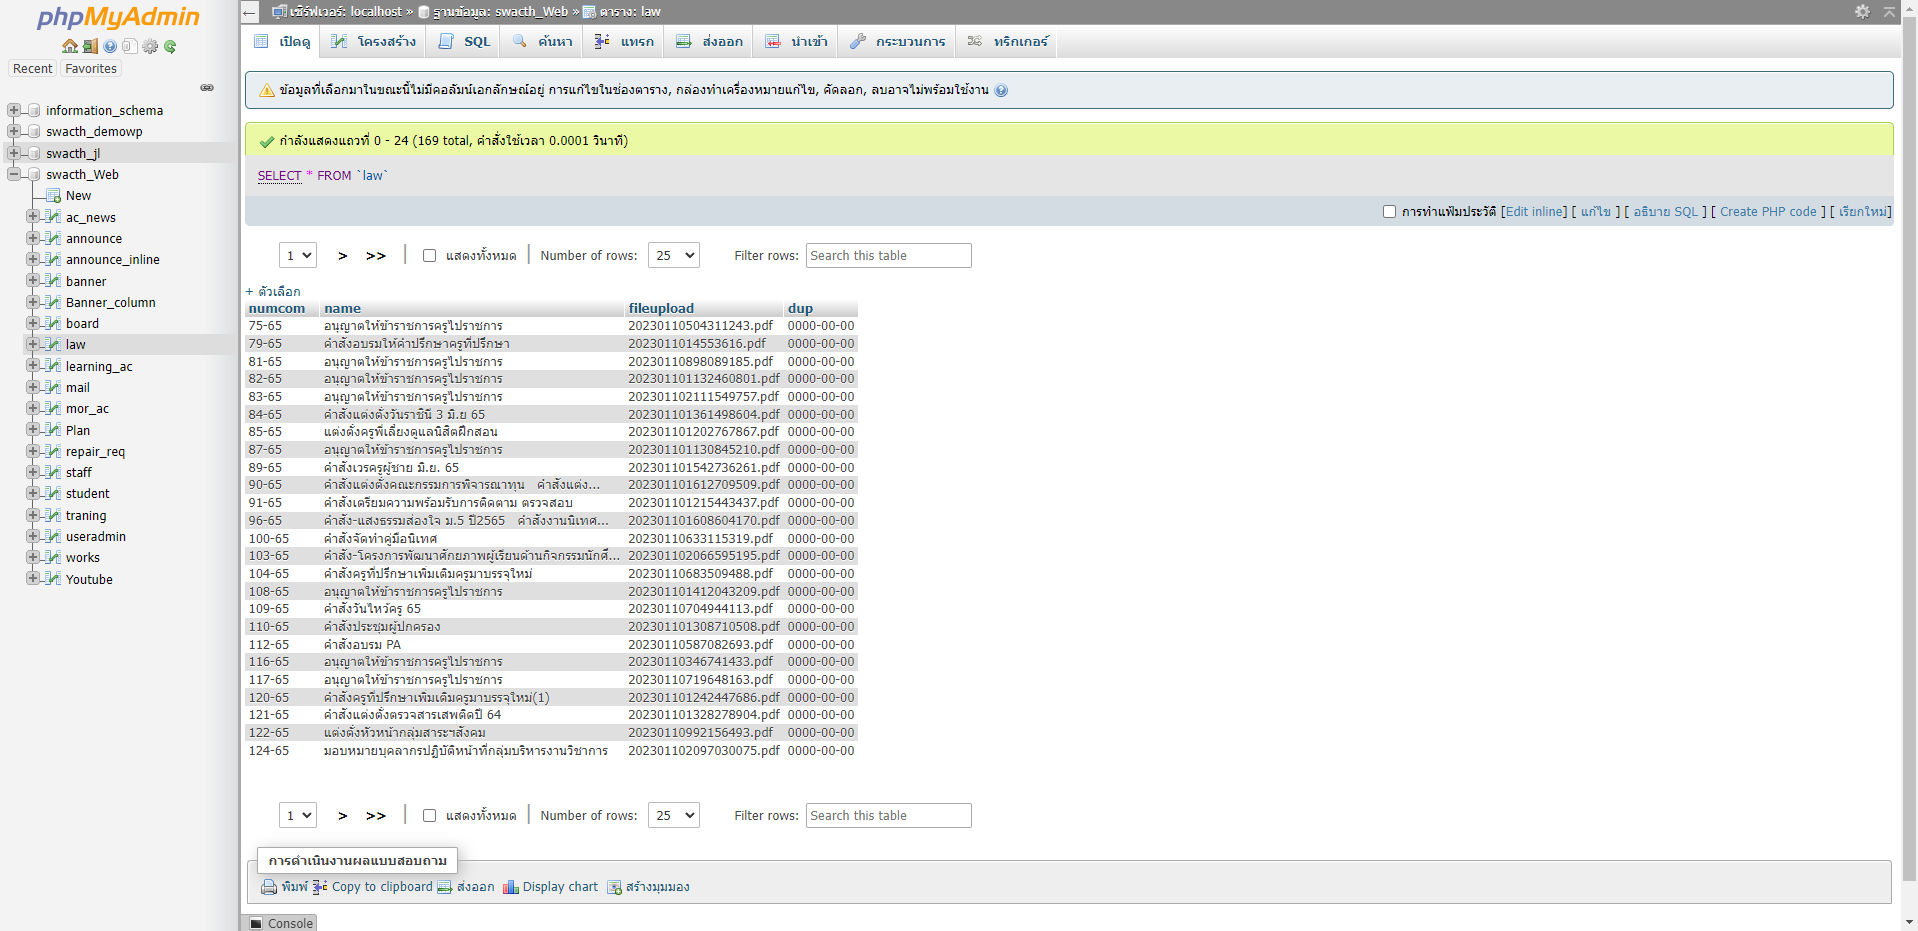 phpMyAdmin
Recent Favorites
information_schema
swacth_demowp
swacth_jl
swacth_Web
New
ac_news
announce
announce_inline
banner
Banner_column
board
law
learning_ac
mail
mor_ac
Plan
repair_req
staff
student
traning
useradmin
works
Youtube
เซิร์ฟเวอร์: localhost » ฐานข้อมูล: swacth_Web » ตาราง: law
เปิดดู โครงสร้าง SQL ค้นหา แทรก ส่งออก นำเข้า กระบวนการ ทริกเกอร์
ข้อมูลที่เลือกมาในขณะนี้ไม่มีคอลัมน์เอกลักษณ์อยู่ การแก้ไขในช่องตาราง, กล่องทำเครื่องหมายแก้ไข, คัดลอก, ลบอาจไม่พร้อมใช้งาน
กำลังแสดงแถวที่ 0 - 24 (169 total, คำสั่งใช้เวลา 0.0001 วินาที)
SELECT * FROM `law`
การทำแฟ้มประวัติ [Edit inline] [ แก้ไข ] [ อธิบาย SQL ] [ Create PHP code ] [ เรียกใหม่]
1 > >> | แสดงทั้งหมด | Number of rows: 25 Filter rows: Search this table
+ ตัวเลือก
numcom name fileupload dup
75-65 อนุญาตให้ข้าราชการครูไปราชการ 20230110504311243.pdf 0000-00-00
79-65 คำสั่งอบรมให้คำปรึกษาครูที่ปรึกษา 2023011014553616.pdf 0000-00-00
81-65 อนุญาตให้ข้าราชการครูไปราชการ 20230110898089185.pdf 0000-00-00
82-65 อนุญาตให้ข้าราชการครูไปราชการ 202301101132460801.pdf 0000-00-00
83-65 อนุญาตให้ข้าราชการครูไปราชการ 202301102111549757.pdf 0000-00-00
84-65 คำสั่งแต่งตั้งวันราชินี 3 มิ.ย 65 202301101361498604.pdf 0000-00-00
85-65 แต่งตั้งครูพี่เลี้ยงดูแลนิสิตฝึกสอน 202301101202767867.pdf 0000-00-00
87-65 อนุญาตให้ข้าราชการครูไปราชการ 202301101130845210.pdf 0000-00-00
89-65 คำสั่งเวรครูผู้ชาย มิ.ย. 65 202301101542736261.pdf 0000-00-00
90-65 คำสั่งแต่งตั้งคณะกรรมการพิจารณาทุน คำสั่งแต่ง... 202301101612709509.pdf 0000-00-00
91-65 คำสั่งเตรียมความพร้อมรับการติดตาม ตรวจสอบ 202301101215443437.pdf 0000-00-00
96-65 คำสั่ง-แสงธรรมส่องใจ ม.5 ปี2565 คำสั่งงานนิเทศ... 202301101608604170.pdf 0000-00-00
100-65 คำสั่งจัดทำคู่มือนิเทศ 20230110633115319.pdf 0000-00-00
103-65 คำสั่ง-โครงการพัฒนาศักยภาพผู้เรียนด้านกิจกรรมนักศึ... 202301102066595195.pdf 0000-00-00
104-65 คำสั่งครูที่ปรึกษาเพิ่มเติมครูมาบรรจุใหม่ 20230110683509488.pdf 0000-00-00
108-65 อนุญาตให้ข้าราชการครูไปราชการ 202301101412043209.pdf 0000-00-00
109-65 คำสั่งวันไหว้ครู 65 20230110704944113.pdf 0000-00-00
110-65 คำสั่งประชุมผู้ปกครอง 202301101308710508.pdf 0000-00-00
112-65 คำสั่งอบรม PA 20230110587082693.pdf 0000-00-00
116-65 อนุญาตให้ข้าราชการครูไปราชการ 20230110346741433.pdf 0000-00-00
117-65 อนุญาตให้ข้าราชการครูไปราชการ 20230110719648163.pdf 0000-00-00
120-65 คำสั่งครูที่ปรึกษาเพิ่มเติมครูมาบรรจุใหม่(1) 202301101242447686.pdf 0000-00-00
121-65 คำสั่งแต่งตั้งตรวจสารเสพติดปี 64 202301101328278904.pdf 0000-00-00
122-65 แต่งตั้งหัวหน้ากลุ่มสาระฯสังคม 20230110992156493.pdf 0000-00-00
124-65 มอบหมายบุคลากรปฏิบัติหน้าที่กลุ่มบริหารงานวิชาการ 202301102097030075.pdf 0000-00-00
1 > >> | แสดงทั้งหมด | Number of rows: 25 Filter rows: Search this table
การดำเนินงานผลแบบสอบถาม
พิมพ์ Copy to clipboard ส่งออก Display chart สร้างมุมมอง
Console